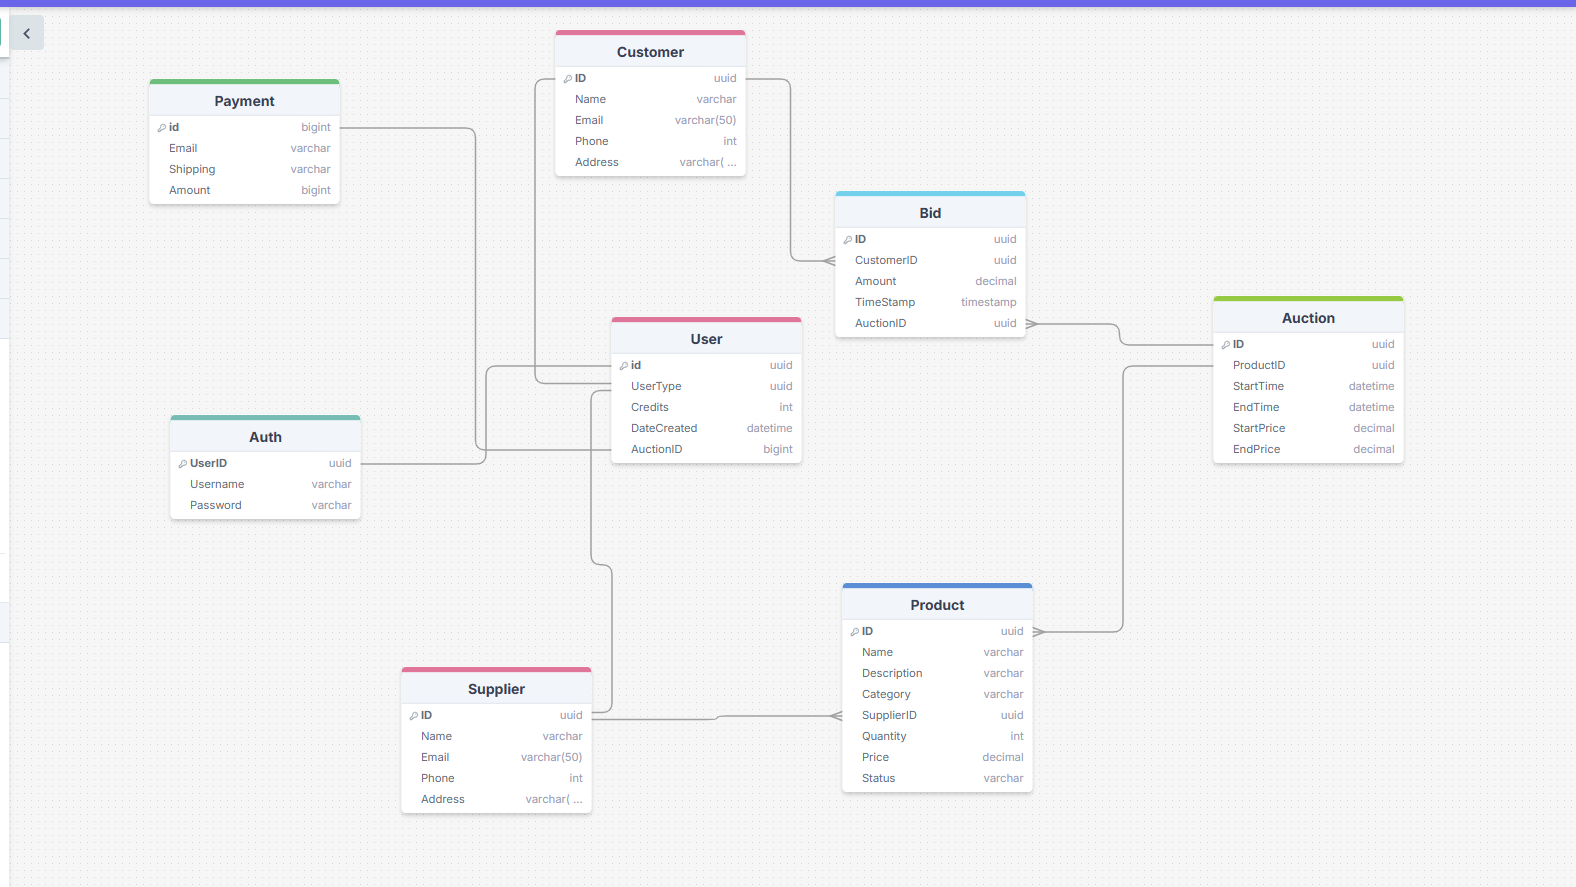 Customer
ID uuid
Name varchar
Email varchar(50)
Phone int
Address varchar( ...
Payment
id bigint
Email varchar
Shipping varchar
Amount bigint
Bid
ID uuid
CustomerID uuid
Amount decimal
TimeStamp timestamp
AuctionID uuid
Auction
ID uuid
ProductID uuid
StartTime datetime
EndTime datetime
StartPrice decimal
EndPrice decimal
User
id uuid
UserType uuid
Credits int
DateCreated datetime
AuctionID bigint
Auth
UserID uuid
Username varchar
Password varchar
Product
ID uuid
Name varchar
Description varchar
Category varchar
SupplierID uuid
Quantity int
Price decimal
Status varchar
Supplier
ID uuid
Name varchar
Email varchar(50)
Phone int
Address varchar( ...